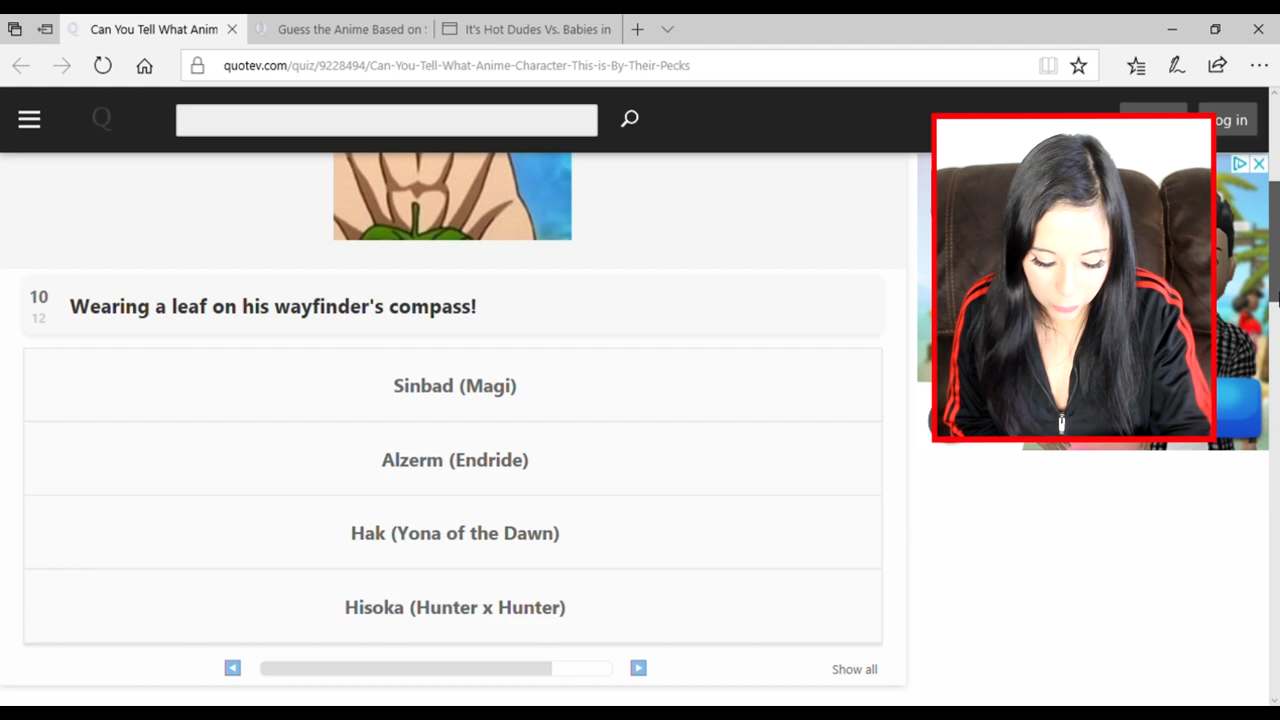 Can You Tell What Anim
Guess the Anime Based on
It's Hot Dudes Vs. Babies in
quotev.com/quiz/9228494/Can-You-Tell-What-Anime-Character-This-is-By-Their-Pecks
Q
og in
10
12
Wearing a leaf on his wayfinder's compass!
Sinbad (Magi)
Alzerm (Endride)
Hak (Yona of the Dawn)
Hisoka (Hunter x Hunter)
Show all